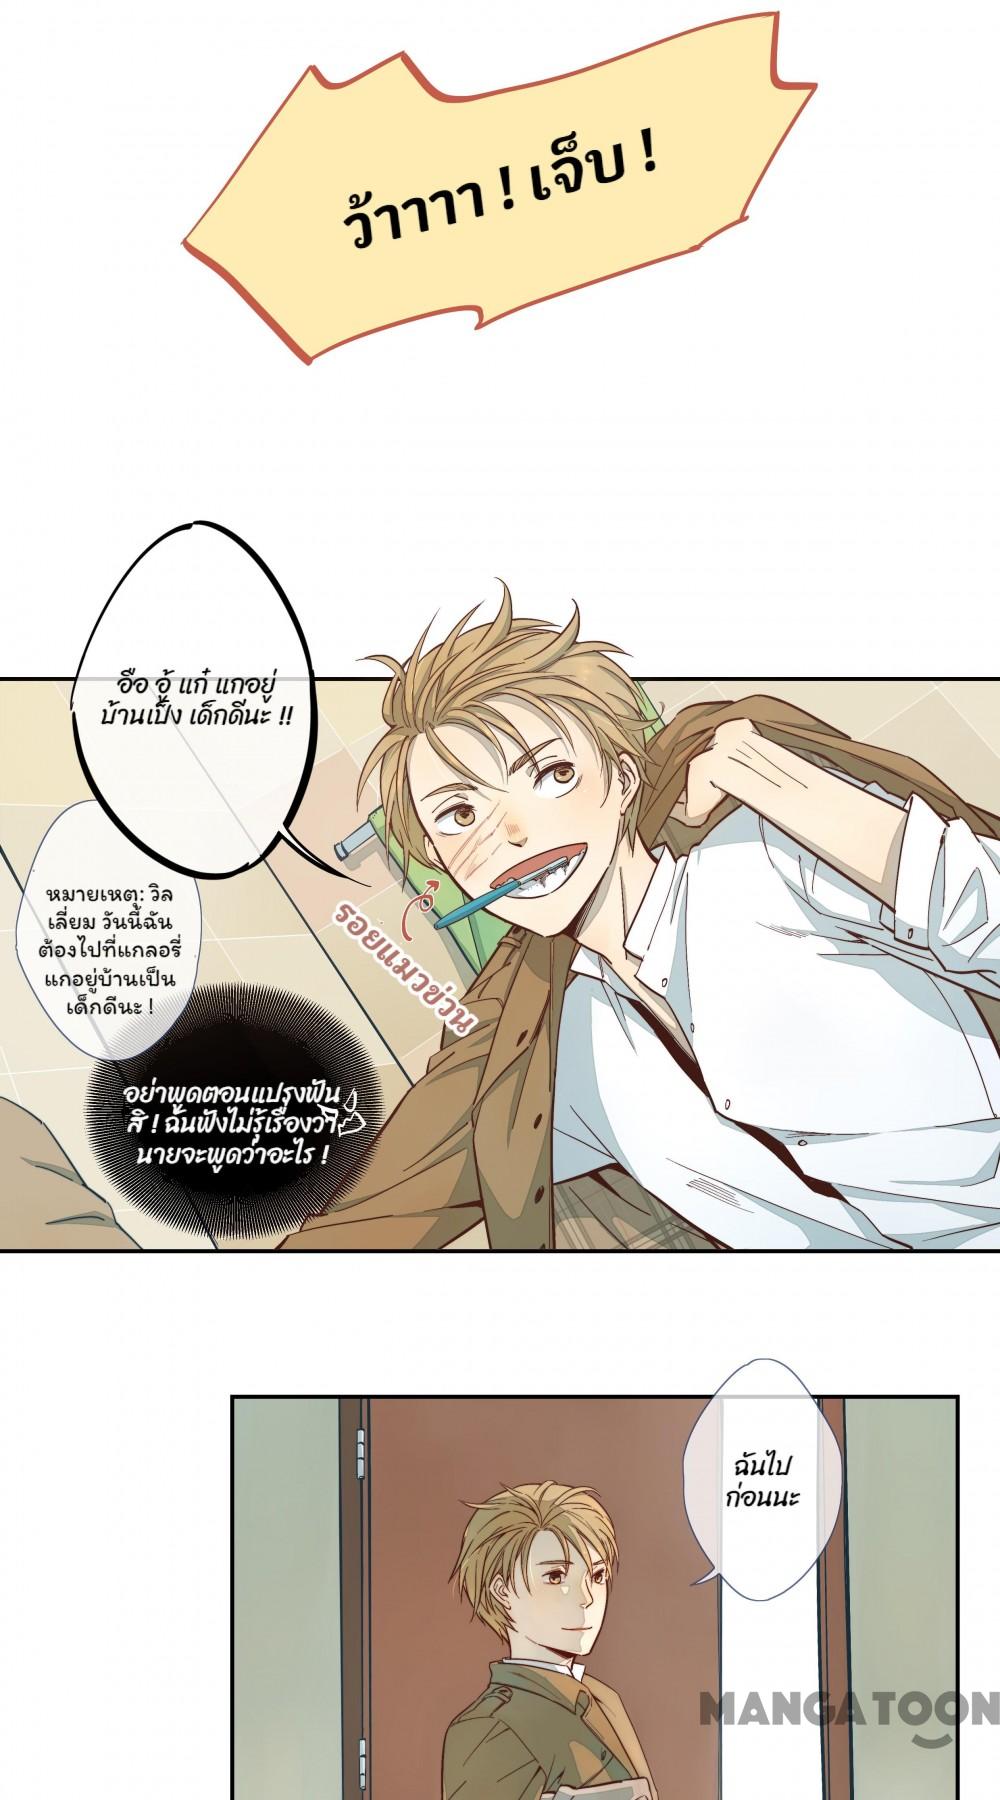 ว้าาาา ! เจ็บ !
อือ อู้ แก๋ แกอยู่
บ้านเป็ง เด็กดีนะ !!
หมายเหตุ: วิล
เลี่ยม วันนี้ฉัน
ต้องไปที่แกลอรี่
แกอยู่บ้านเป็น
เด็กดีนะ !
รอยแมวข่วน
อย่าพูดตอนแปรงฟัน
สิ ! ฉันฟังไม่รู้เรื่องว่า
นายจะพูดว่าอะไร !
ฉันไป
ก่อนนะ
MANGATOON